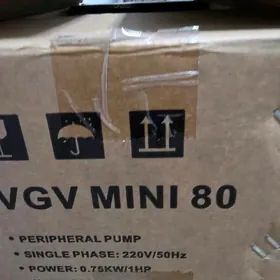 VGV MINI 80
• PERIPHERAL PUMP
• SINGLE PHASE: 220V/50Hz
• POWER: 0.75KW/1HP